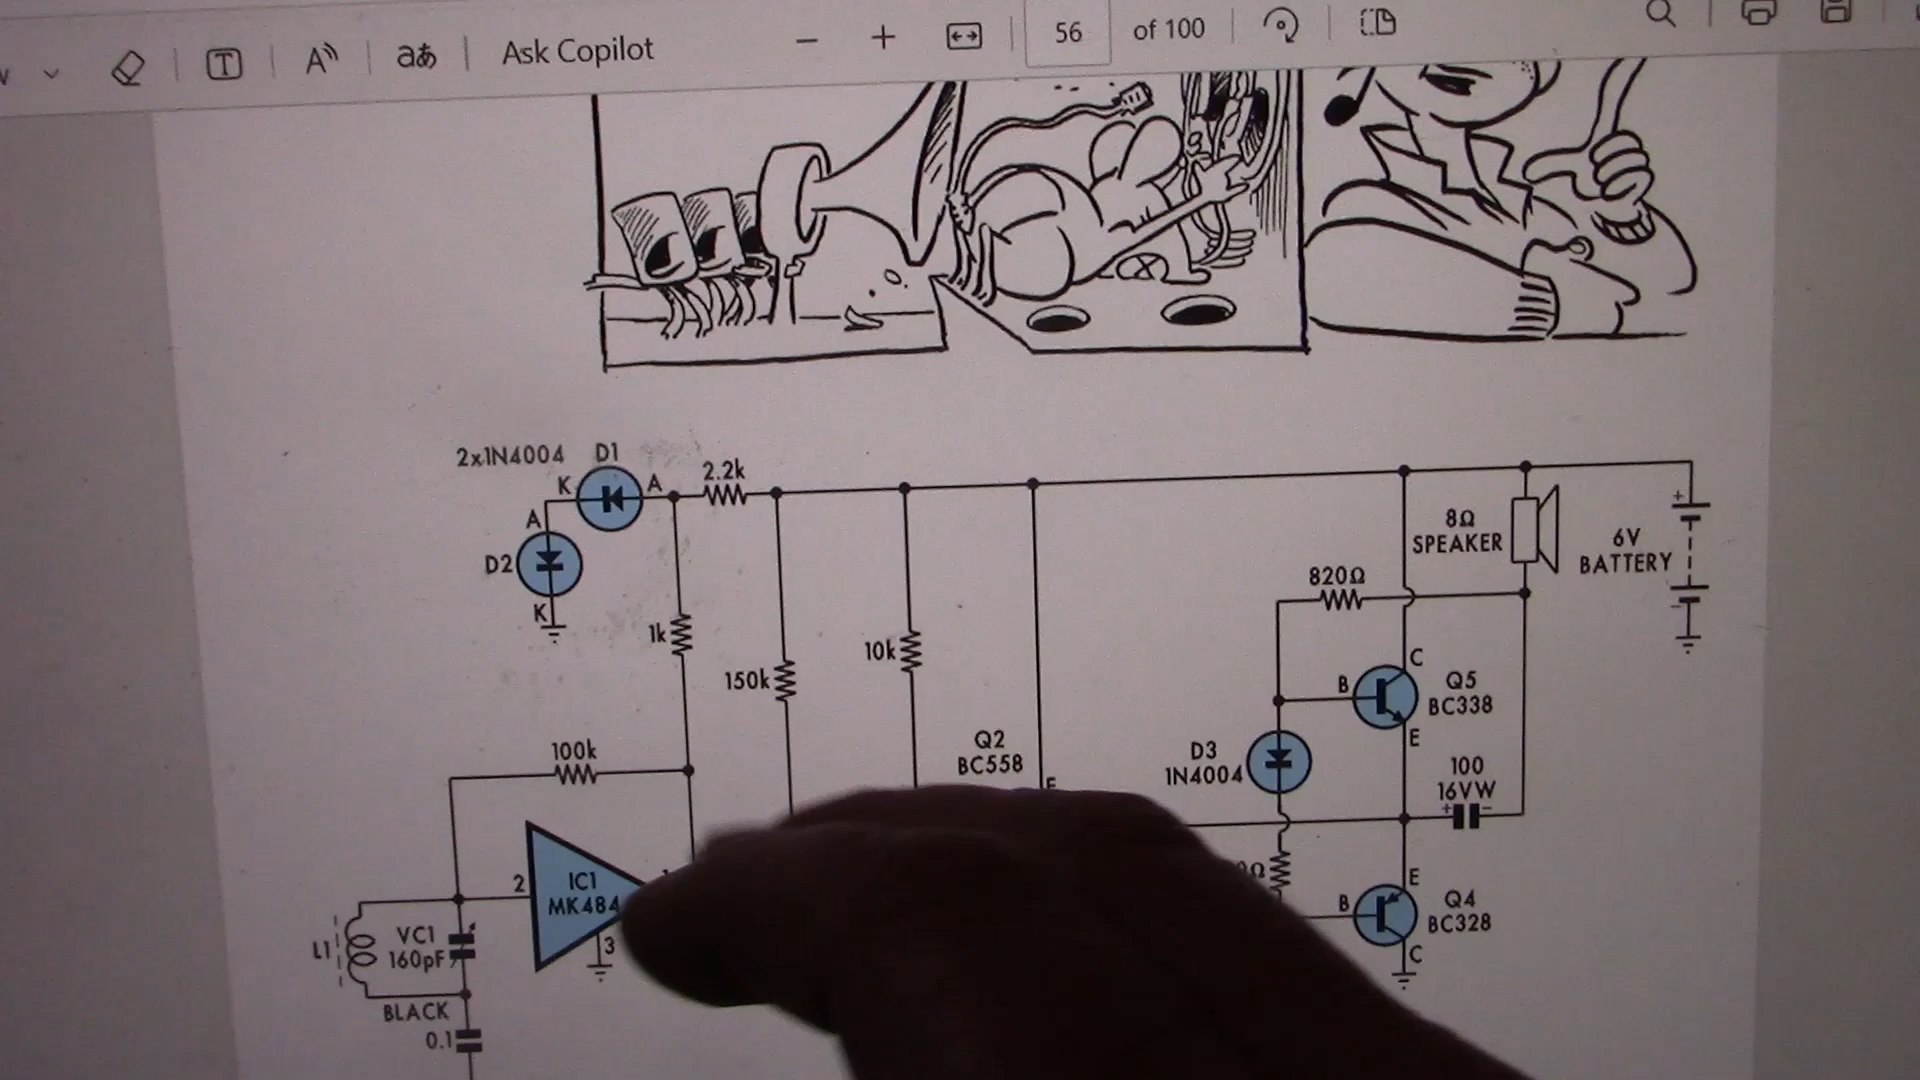 Ask Copilot
56 of 100
2x1N4004 D1
K A
2.2k
A
D2
K
1k
150k
10k
8Ω
SPEAKER
6V
BATTERY
+
820Ω
C
B Q5
BC338
E
Q2
BC558
E
D3
1N4004
100
16VW
+ −
100k
2
IC1
MK484
1
3
L1
VC1
160pF
BLACK
0.1
E
B Q4
BC328
C